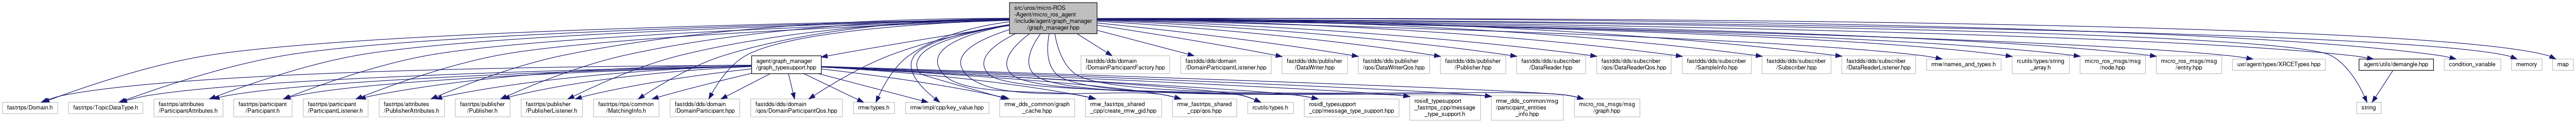 src/uros/micro-ROS
-Agent/micro_ros_agent
/include/agent/graph_manager
/graph_manager.hpp
agent/graph_manager
/graph_typesupport.hpp
fastdds/dds/domain
/DomainParticipantFactory.hpp
fastdds/dds/domain
/DomainParticipantListener.hpp
fastdds/dds/publisher
/DataWriter.hpp
fastdds/dds/publisher
/qos/DataWriterQos.hpp
fastdds/dds/publisher
/Publisher.hpp
fastdds/dds/subscriber
/DataReader.hpp
fastdds/dds/subscriber
/qos/DataReaderQos.hpp
fastdds/dds/subscriber
/SampleInfo.hpp
fastdds/dds/subscriber
/Subscriber.hpp
fastdds/dds/subscriber
/DataReaderListener.hpp
rmw/names_and_types.h
rcutils/types/string
_array.h
micro_ros_msgs/msg
/node.hpp
micro_ros_msgs/msg
/entity.hpp
uxr/agent/types/XRCETypes.hpp
agent/utils/demangle.hpp
condition_variable
memory
map
fastrtps/Domain.h
fastrtps/TopicDataType.h
fastrtps/attributes
/ParticipantAttributes.h
fastrtps/participant
/Participant.h
fastrtps/participant
/ParticipantListener.h
fastrtps/attributes
/PublisherAttributes.h
fastrtps/publisher
/Publisher.h
fastrtps/publisher
/PublisherListener.h
fastrtps/rtps/common
/MatchingInfo.h
fastdds/dds/domain
/DomainParticipant.hpp
fastdds/dds/domain
/qos/DomainParticipantQos.hpp
rmw/types.h
rmw/impl/cpp/key_value.hpp
rmw_dds_common/graph
_cache.hpp
rmw_fastrtps_shared
_cpp/create_rmw_gid.hpp
rmw_fastrtps_shared
_cpp/qos.hpp
rcutils/types.h
rosidl_typesupport
_cpp/message_type_support.hpp
rosidl_typesupport
_fastrtps_cpp/message
_type_support.h
rmw_dds_common/msg
/participant_entities
_info.hpp
micro_ros_msgs/msg
/graph.hpp
string